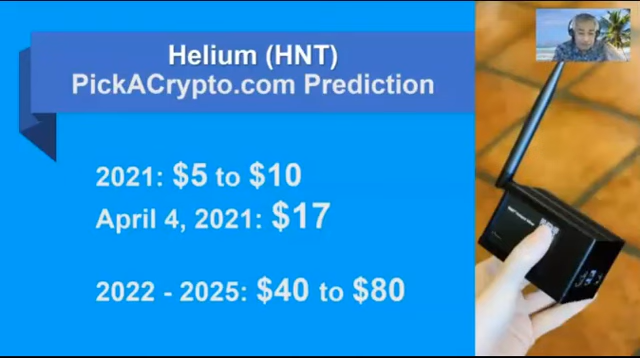 Helium (HNT)
PickACrypto.com Prediction
2021: $5 to $10
April 4, 2021: $17
2022 - 2025: $40 to $80